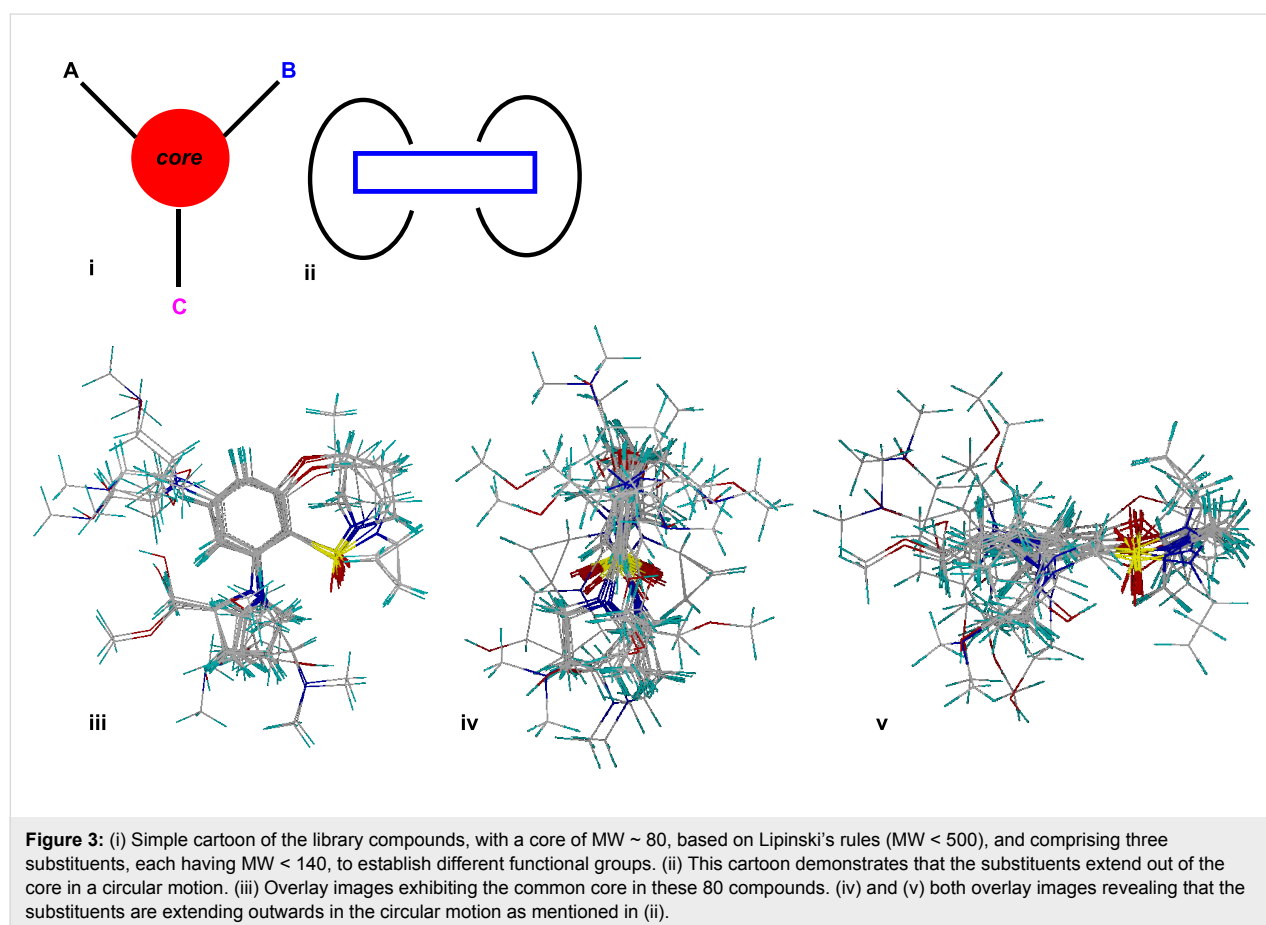 A
B
core
i
ii
C
iii
iv
v
Figure 3: (i) Simple cartoon of the library compounds, with a core of MW ~ 80, based on Lipinski's rules (MW < 500), and comprising three
substituents, each having MW < 140, to establish different functional groups. (ii) This cartoon demonstrates that the substituents extend out of the
core in a circular motion. (iii) Overlay images exhibiting the common core in these 80 compounds. (iv) and (v) both overlay images revealing that the
substituents are extending outwards in the circular motion as mentioned in (ii).